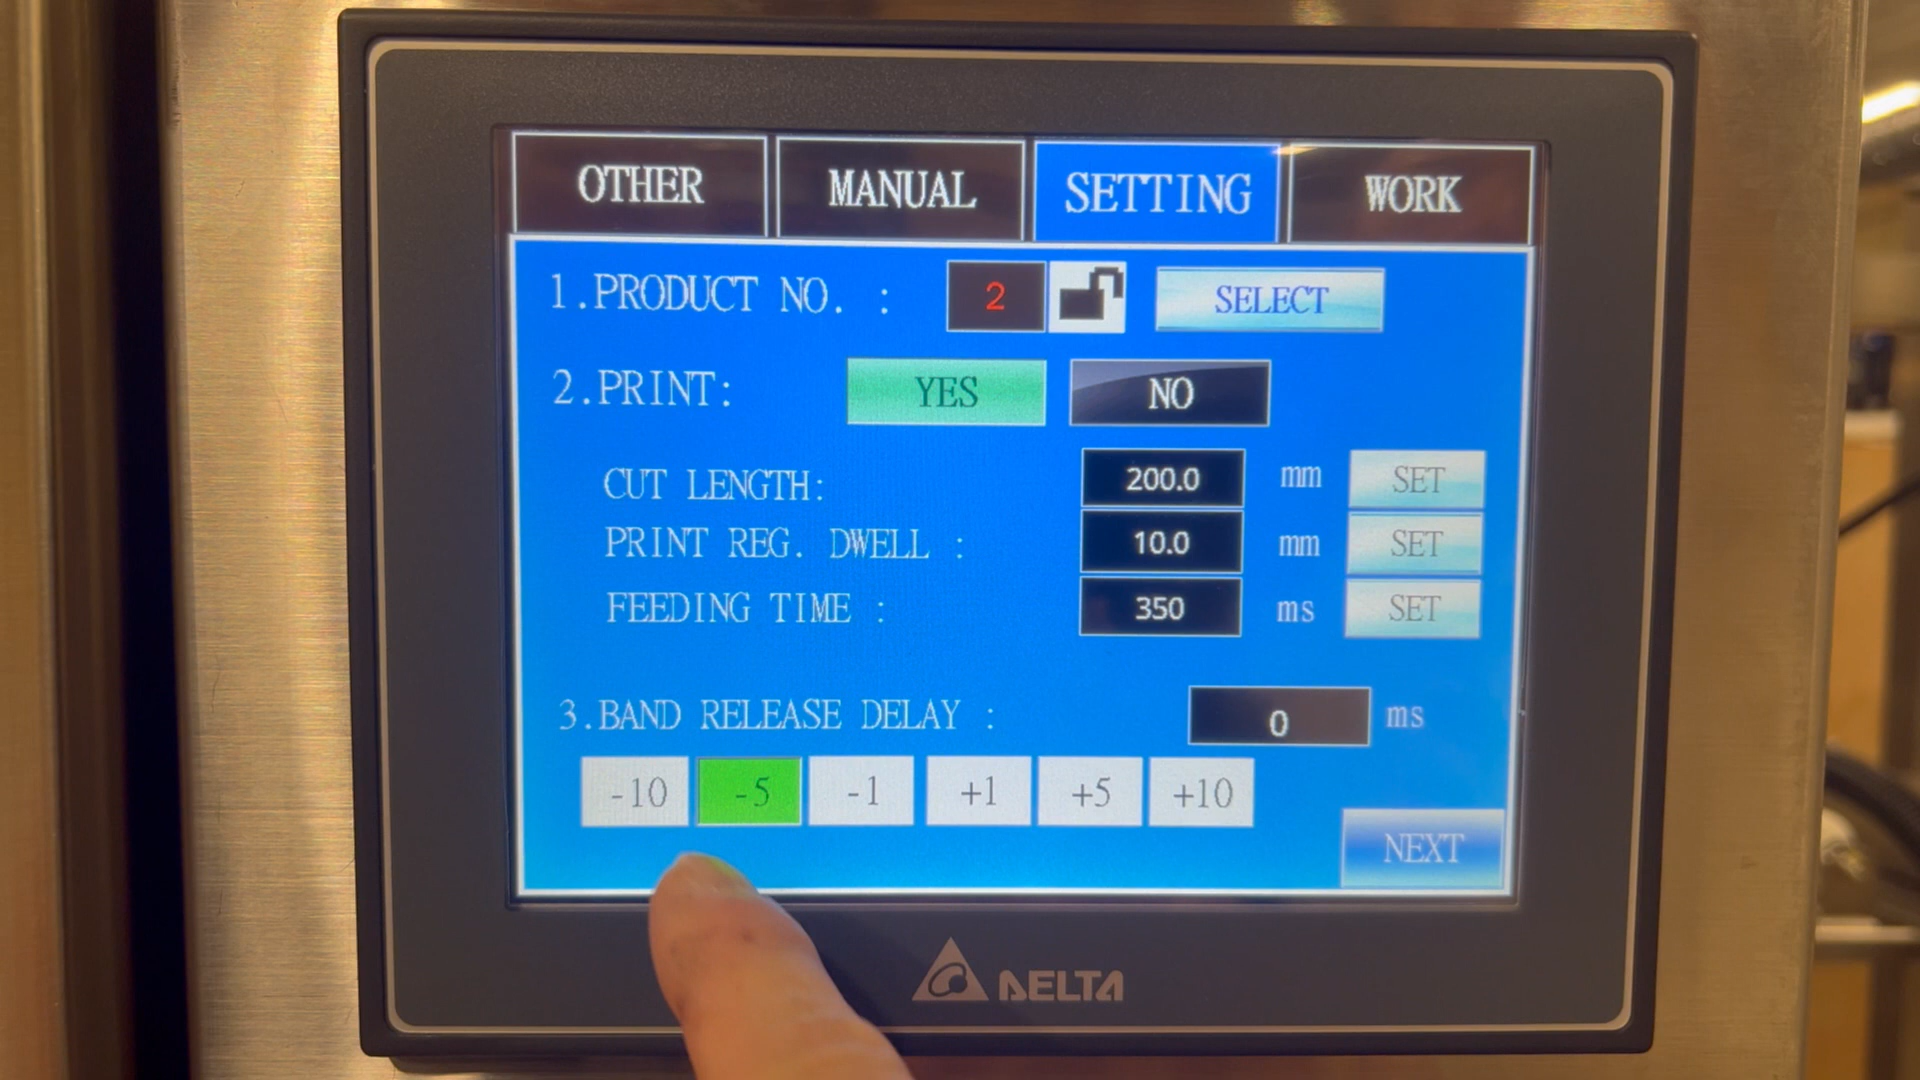 OTHER MANUAL SETTING WORK
1.PRODUCT NO. : 2 SELECT
2.PRINT: YES NO
CUT LENGTH: 200.0 mm SET
PRINT REG. DWELL : 10.0 mm SET
FEEDING TIME : 350 ms SET
3.BAND RELEASE DELAY : 0 ms
-10 -5 -1 +1 +5 +10
NEXT
DELTA